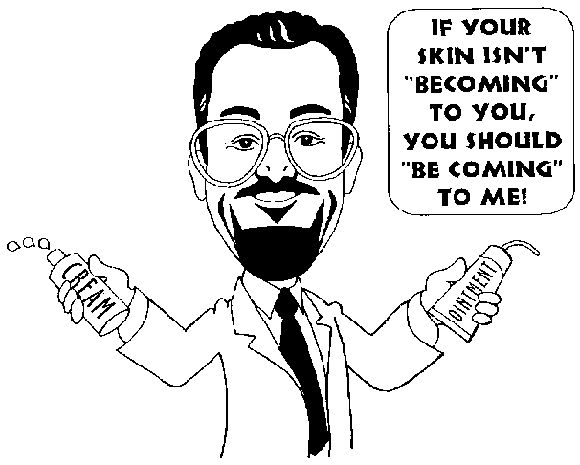 IF YOUR
SKIN ISN'T
"BECOMING"
TO YOU,
YOU SHOULD
"BE COMING"
TO ME!
CREAM
OINTMENT